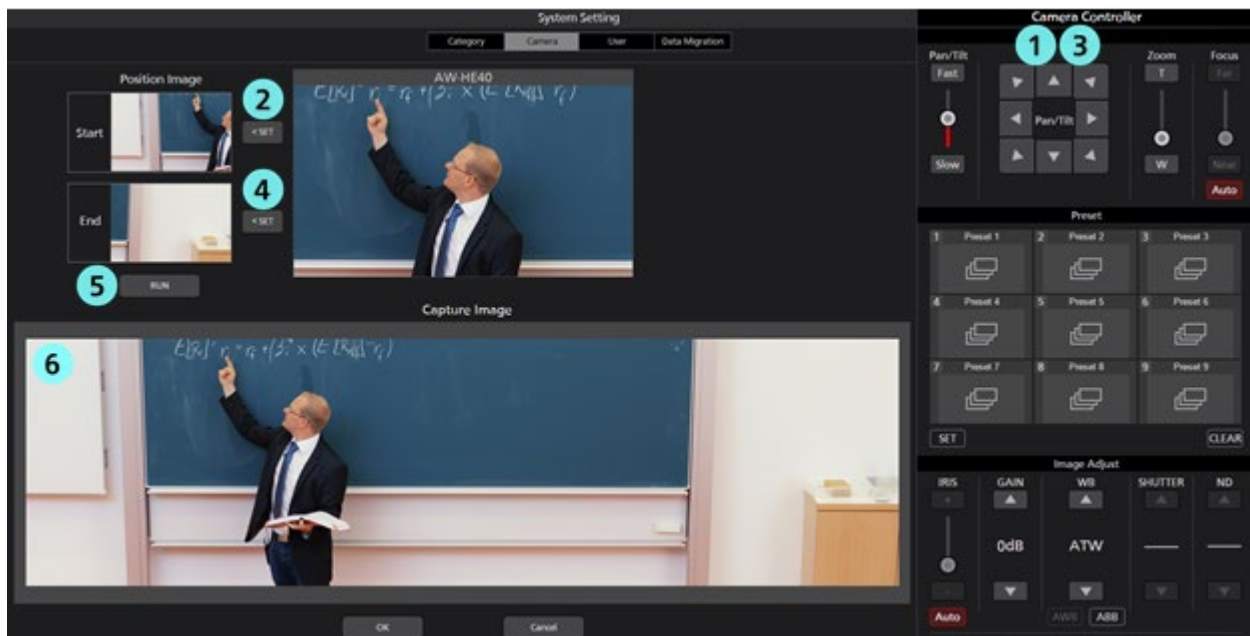 System Setting
Category Camera User Data Migration
Position Image
AW-HE40
Start
2
< SET
End
4
< SET
5
RUN
Capture Image
6
OK Cancel
Camera Controller
1 3
Pan/Tilt
Fast
Slow
Pan/Tilt
Zoom
T
W
Focus
Far
Near
Auto
Preset
1 Preset 1 2 Preset 2 3 Preset 3
4 Preset 4 5 Preset 5 6 Preset 6
7 Preset 7 8 Preset 8 9 Preset 9
SET CLEAR
Image Adjust
IRIS GAIN WB SHUTTER ND
0dB ATW
Auto AWB ABB